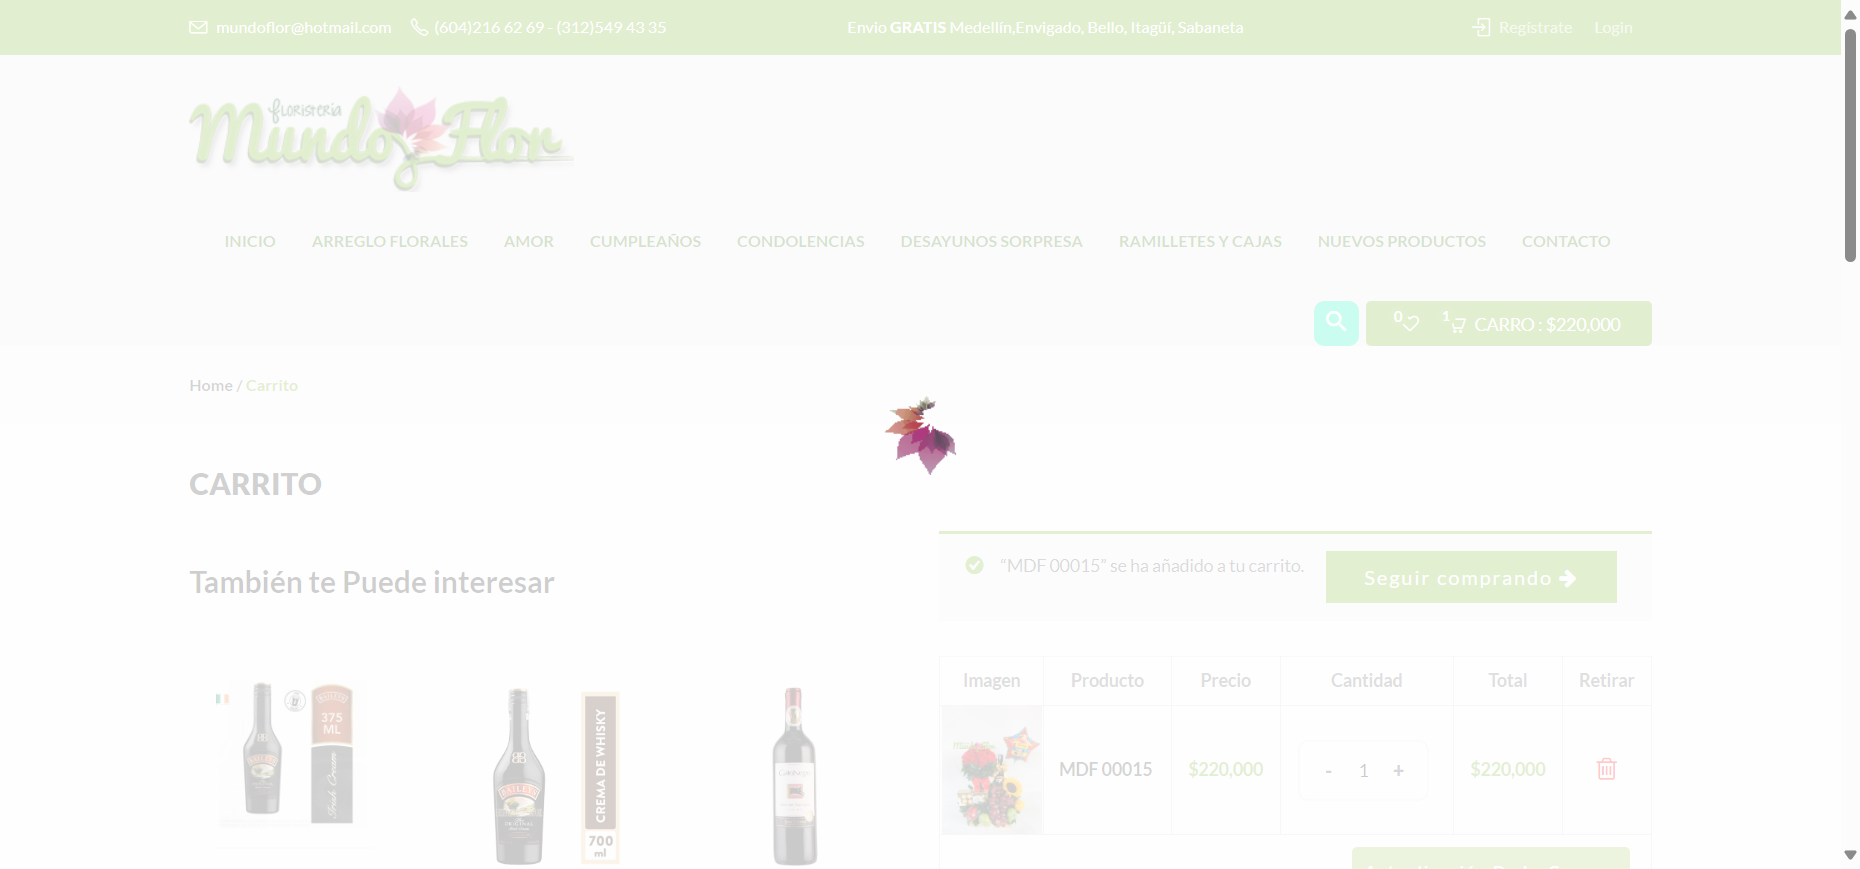 mundoflor@hotmail.com (604)216 62 69 - (312)549 43 35 Envio GRATIS Medellín,Envigado, Bello, Itagüí, Sabaneta Regístrate Login
FLORISTERÍA
Mundo Flor
INICIO ARREGLO FLORALES AMOR CUMPLEAÑOS CONDOLENCIAS DESAYUNOS SORPRESA RAMILLETES Y CAJAS NUEVOS PRODUCTOS CONTACTO
0 1 CARRO : $220,000
Home / Carrito
CARRITO
También te Puede interesar
“MDF 00015” se ha añadido a tu carrito. Seguir comprando
Imagen Producto Precio Cantidad Total Retirar
MDF 00015 $220,000 - 1 + $220,000
375
ML
Irish Cream
BAILEYS
CREMA DE WHISKY
700
ml